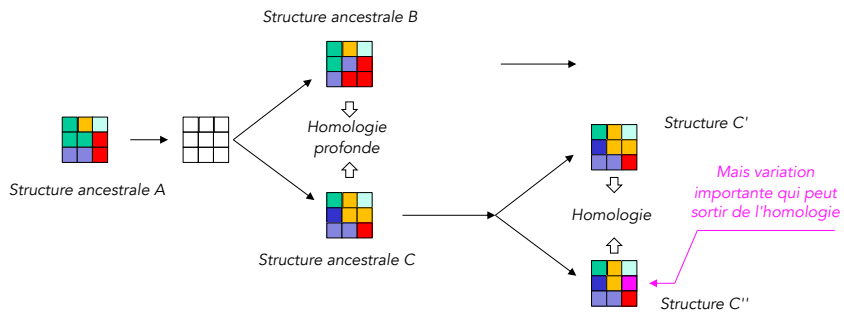 Structure ancestrale B
Homologie
profonde
Structure ancestrale A
Structure ancestrale C
Structure C'
Mais variation
importante qui peut
sortir de l'homologie
Homologie
Structure C''